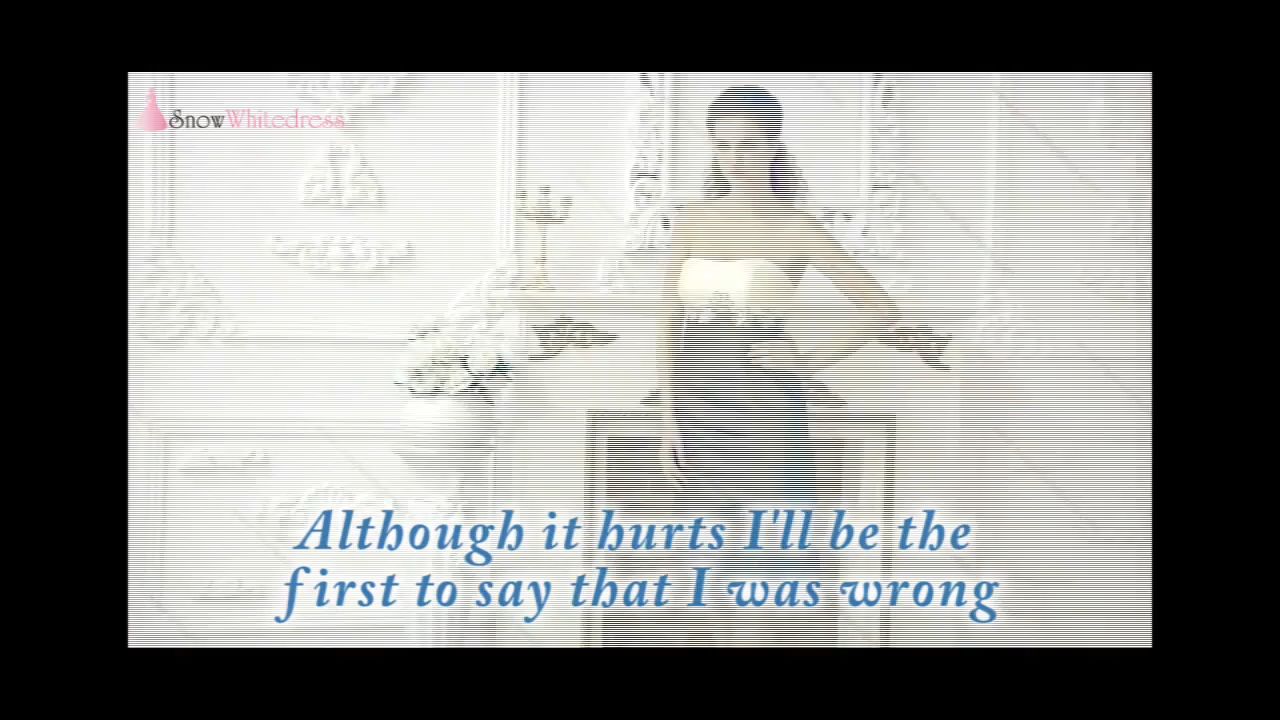 SnowWhitedress
Although it hurts I'll be the
first to say that I was wrong